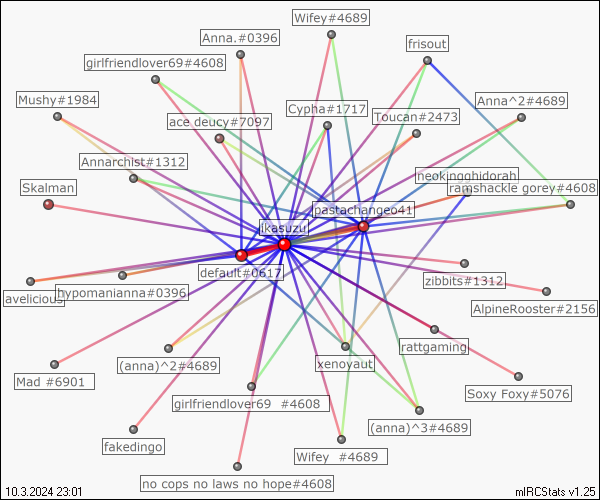 Wifey#4689
Anna.#0396
frisout
girlfriendlover69#4608
Mushy#1984
Anna^2#4689
Cypha#1717
ace deucy#7097
Toucan#2473
Annarchist#1312
neokingghidorah
ramshackle gorey#4608
Skalman
pastachangeo41
ikasuzu
default#0617
zibbits#1312
avelicious
hypomanianna#0396
AlpineRooster#2156
rattgaming
(anna)^2#4689
xenoyaut
Mad #6901
Soxy Foxy#5076
girlfriendlover69 #4608
(anna)^3#4689
fakedingo
Wifey #4689
no cops no laws no hope#4608
10.3.2024 23:01
mIRCStats v1.25